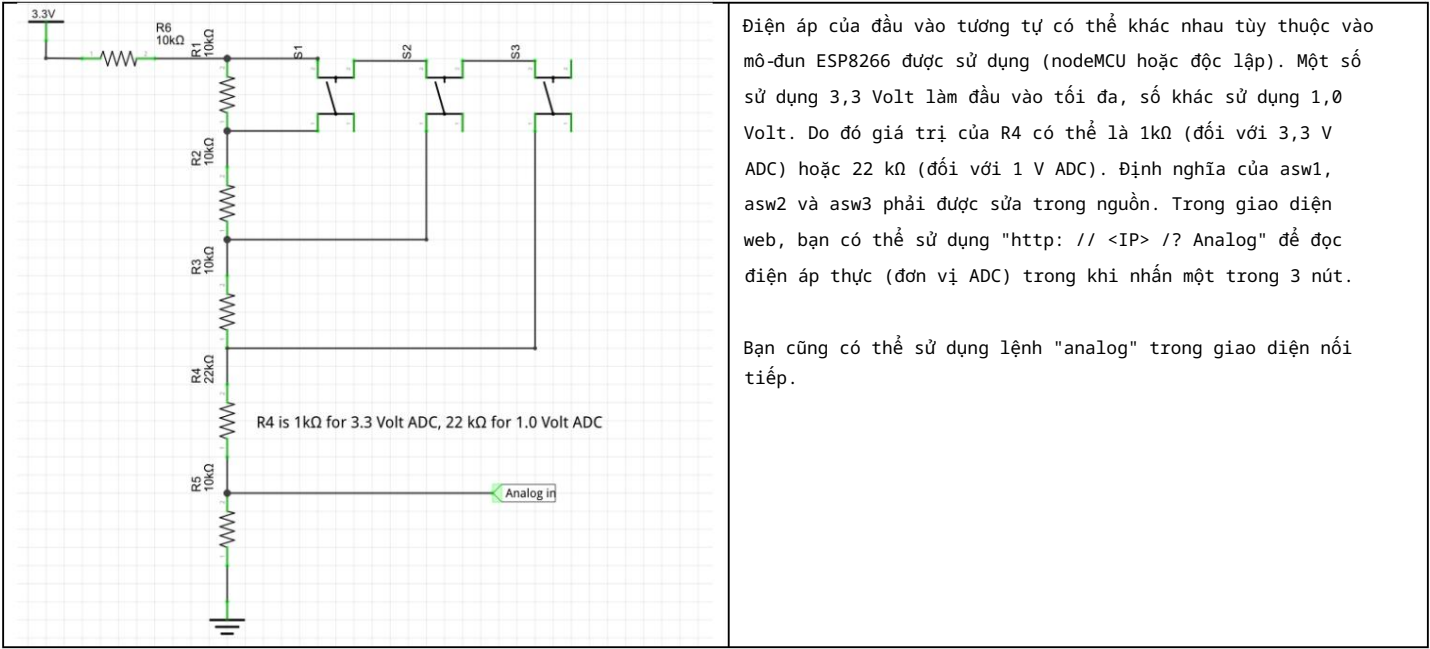 3.3V
R6
10kΩ
R1
10kΩ
S1
S2
S3
R2
10kΩ
R3
10kΩ
R4
22kΩ
R4 is 1kΩ for 3.3 Volt ADC, 22 kΩ for 1.0 Volt ADC
R5
10kΩ
Analog in
Điện áp của đầu vào tương tự có thể khác nhau tùy thuộc vào
mô-đun ESP8266 được sử dụng (nodeMCU hoặc độc lập). Một số
sử dụng 3,3 Volt làm đầu vào tối đa, số khác sử dụng 1,0
Volt. Do đó giá trị của R4 có thể là 1kΩ (đối với 3,3 V
ADC) hoặc 22 kΩ (đối với 1 V ADC). Định nghĩa của asw1,
asw2 và asw3 phải được sửa trong nguồn. Trong giao diện
web, bạn có thể sử dụng "http: // <IP> /? Analog" để đọc
điện áp thực (đơn vị ADC) trong khi nhấn một trong 3 nút.
Bạn cũng có thể sử dụng lệnh "analog" trong giao diện nối
tiếp.